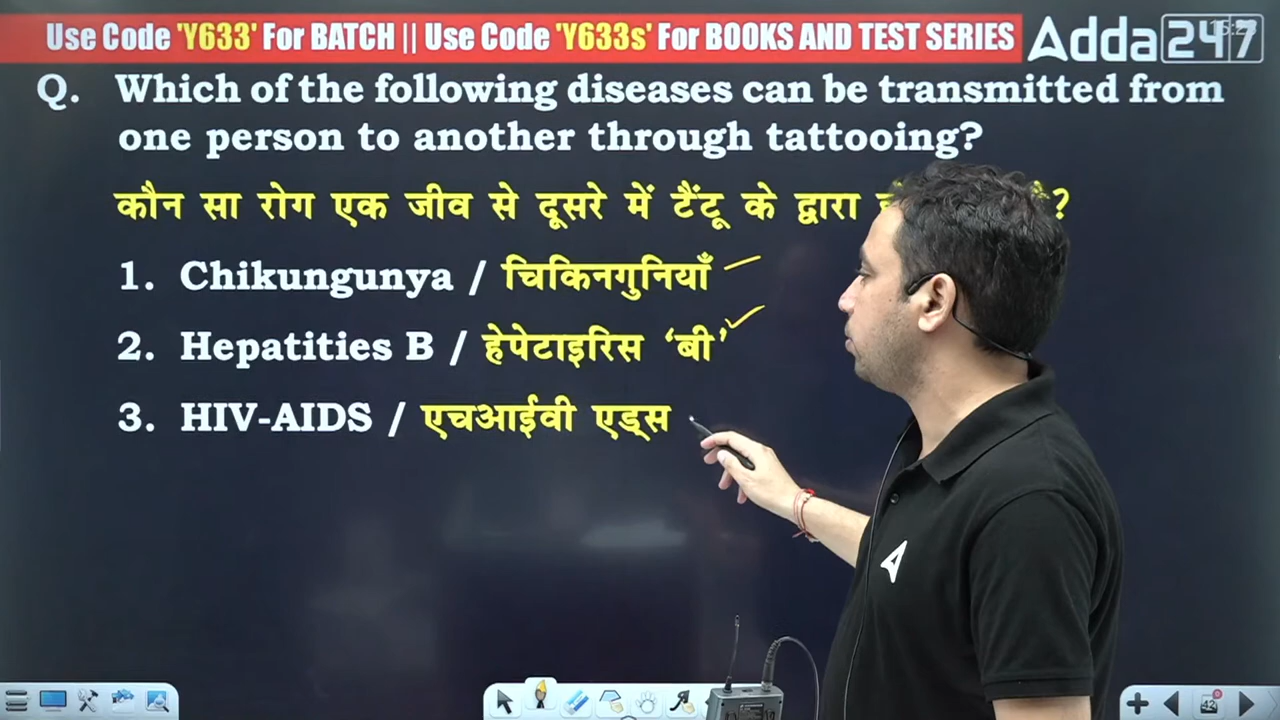 Use Code 'Y633' For BATCH || Use Code 'Y633s' For BOOKS AND TEST SERIES
Adda247
Q. Which of the following diseases can be transmitted from
one person to another through tattooing?
कौन सा रोग एक जीव से दूसरे में टैंटू के द्वारा ?
1. Chikungunya / चिकिनगुनियाँ
2. Hepatities B / हेपेटाइरिस ‘बी’
3. HIV-AIDS / एचआईवी एड्स
42